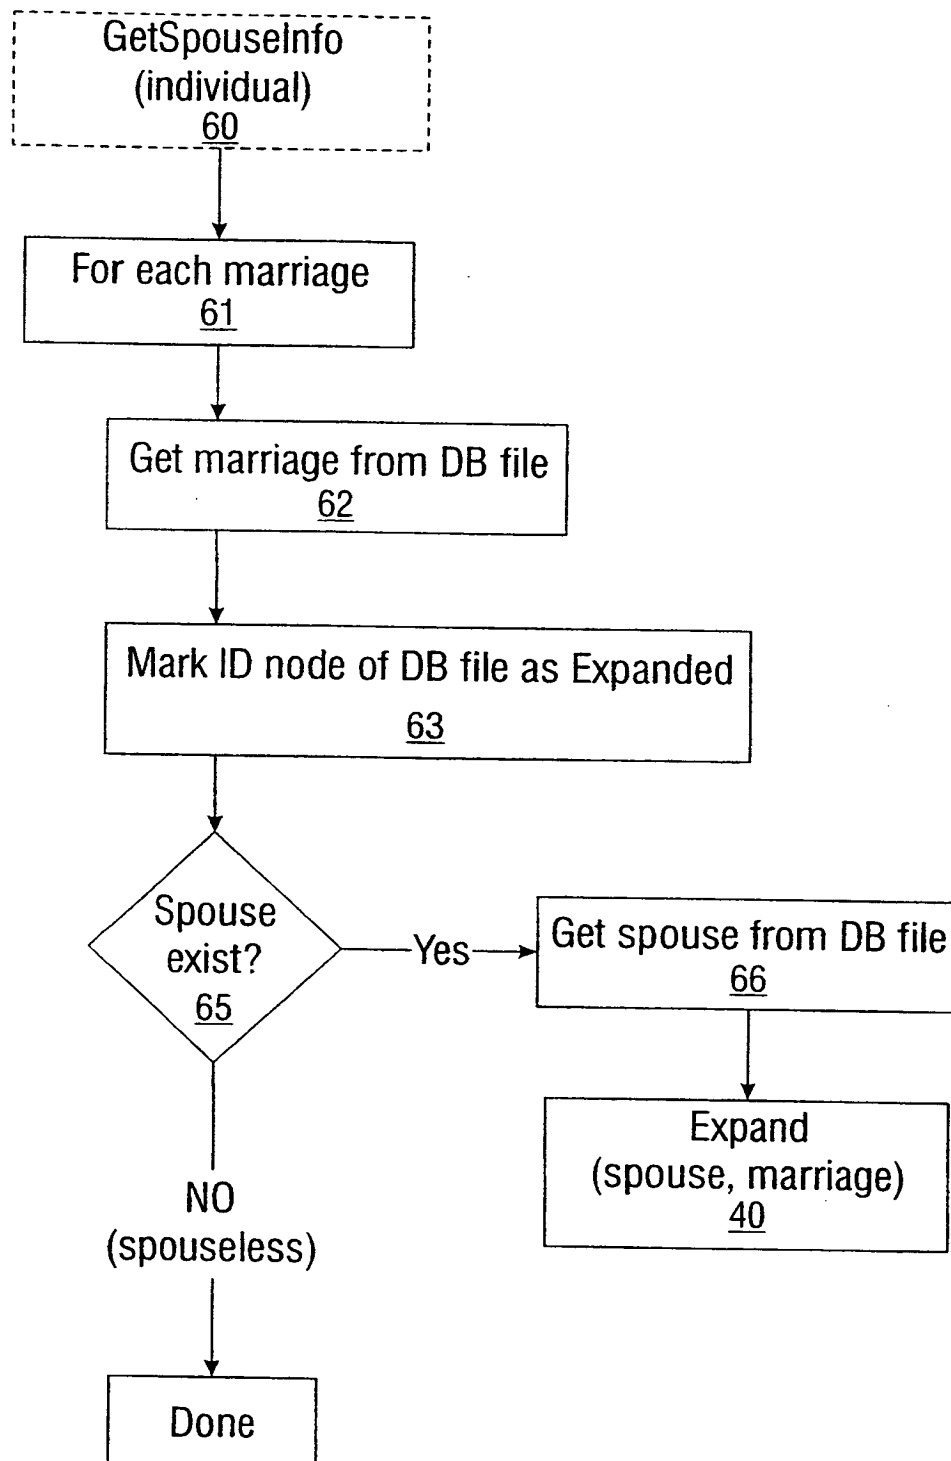 GetSpouseInfo
(individual)
60
For each marriage
61
Get marriage from DB file
62
Mark ID node of DB file as Expanded
63
Spouse
exist?
65
Yes
Get spouse from DB file
66
Expand
(spouse, marriage)
40
NO
(spouseless)
Done